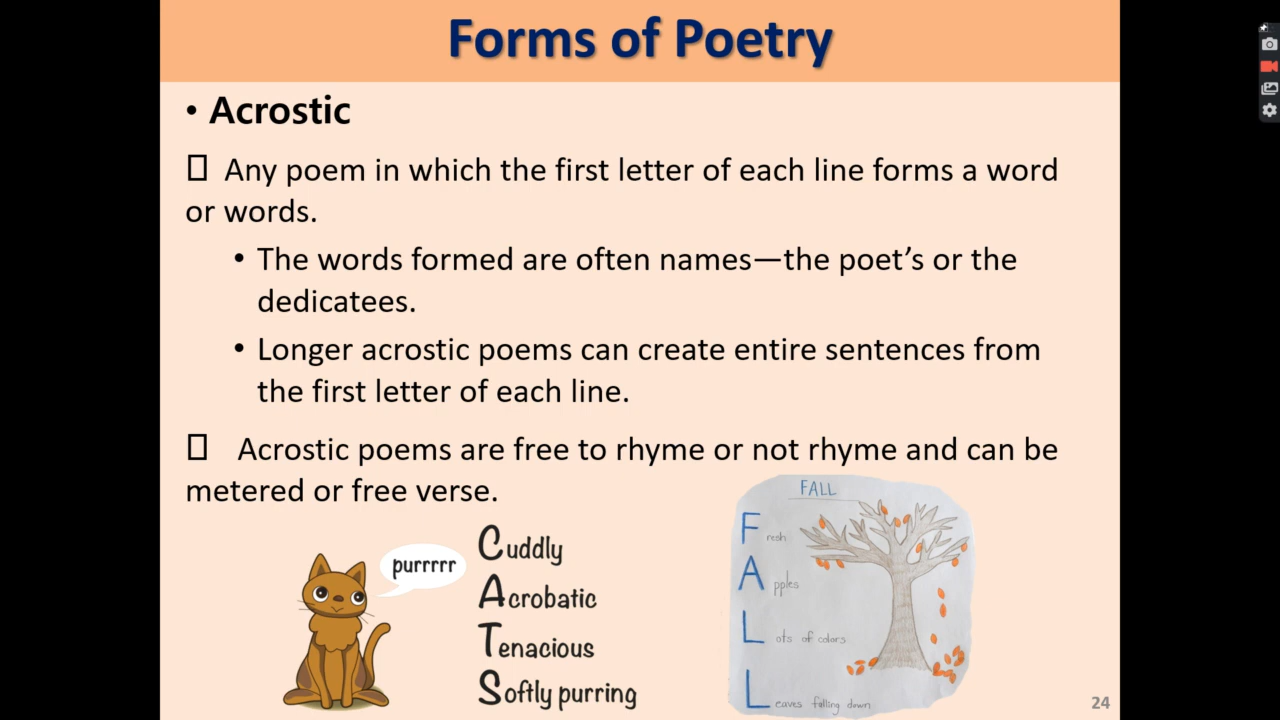 Forms of Poetry
• Acrostic
Any poem in which the first letter of each line forms a word
or words.
• The words formed are often names—the poet’s or the
dedicatees.
• Longer acrostic poems can create entire sentences from
the first letter of each line.
Acrostic poems are free to rhyme or not rhyme and can be
metered or free verse.
purrrrr
Cuddly
Acrobatic
Tenacious
Softly purring
FALL
Fresh
Apples
Lots of colors
Leaves falling down
24